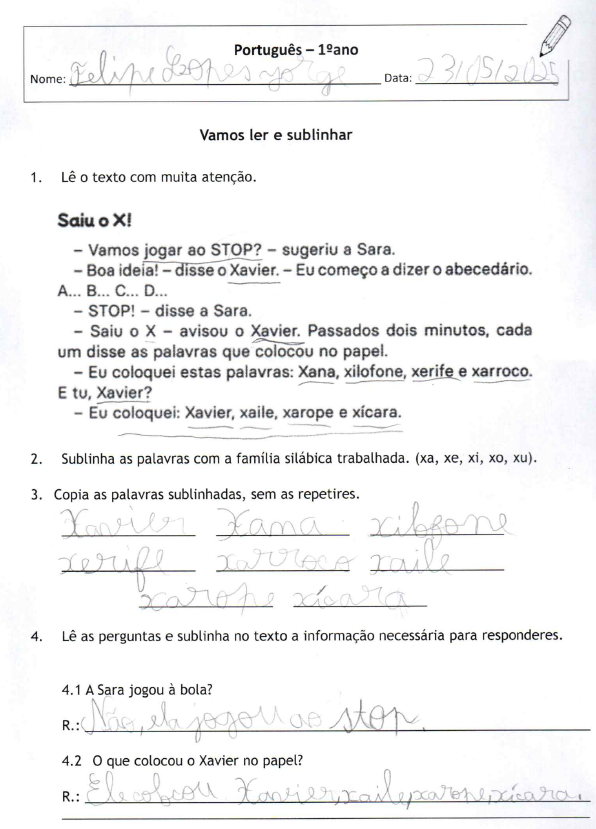 Português – 1ºano
Nome: Felipe Lopes Jorge Data: 23/05/2025
Vamos ler e sublinhar
1. Lê o texto com muita atenção.
Saiu o X!
– Vamos jogar ao STOP? – sugeriu a Sara.
– Boa ideia! – disse o Xavier. – Eu começo a dizer o abecedário.
A... B... C... D...
– STOP! – disse a Sara.
– Saiu o X – avisou o Xavier. Passados dois minutos, cada
um disse as palavras que colocou no papel.
– Eu coloquei estas palavras: Xana, xilofone, xerife e xarroco.
E tu, Xavier?
– Eu coloquei: Xavier, xaile, xarope e xícara.
2. Sublinha as palavras com a família silábica trabalhada. (xa, xe, xi, xo, xu).
3. Copia as palavras sublinhadas, sem as repetires.
Xavier Xana xilofone
xerife xarroco xaile
xarope xícara
4. Lê as perguntas e sublinha no texto a informação necessária para responderes.
4.1 A Sara jogou à bola?
R.: Não, ela jogou ao stop.
4.2 O que colocou o Xavier no papel?
R.: Ele colocou Xavier, xaile, xarope, xícara.